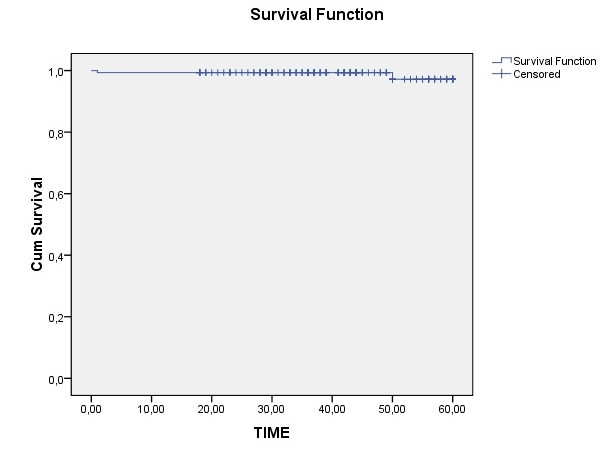 Survival Function
Survival Function
Censored
Cum Survival
1,0
0,8
0,6
0,4
0,2
0,0
0,00 10,00 20,00 30,00 40,00 50,00 60,00
TIME